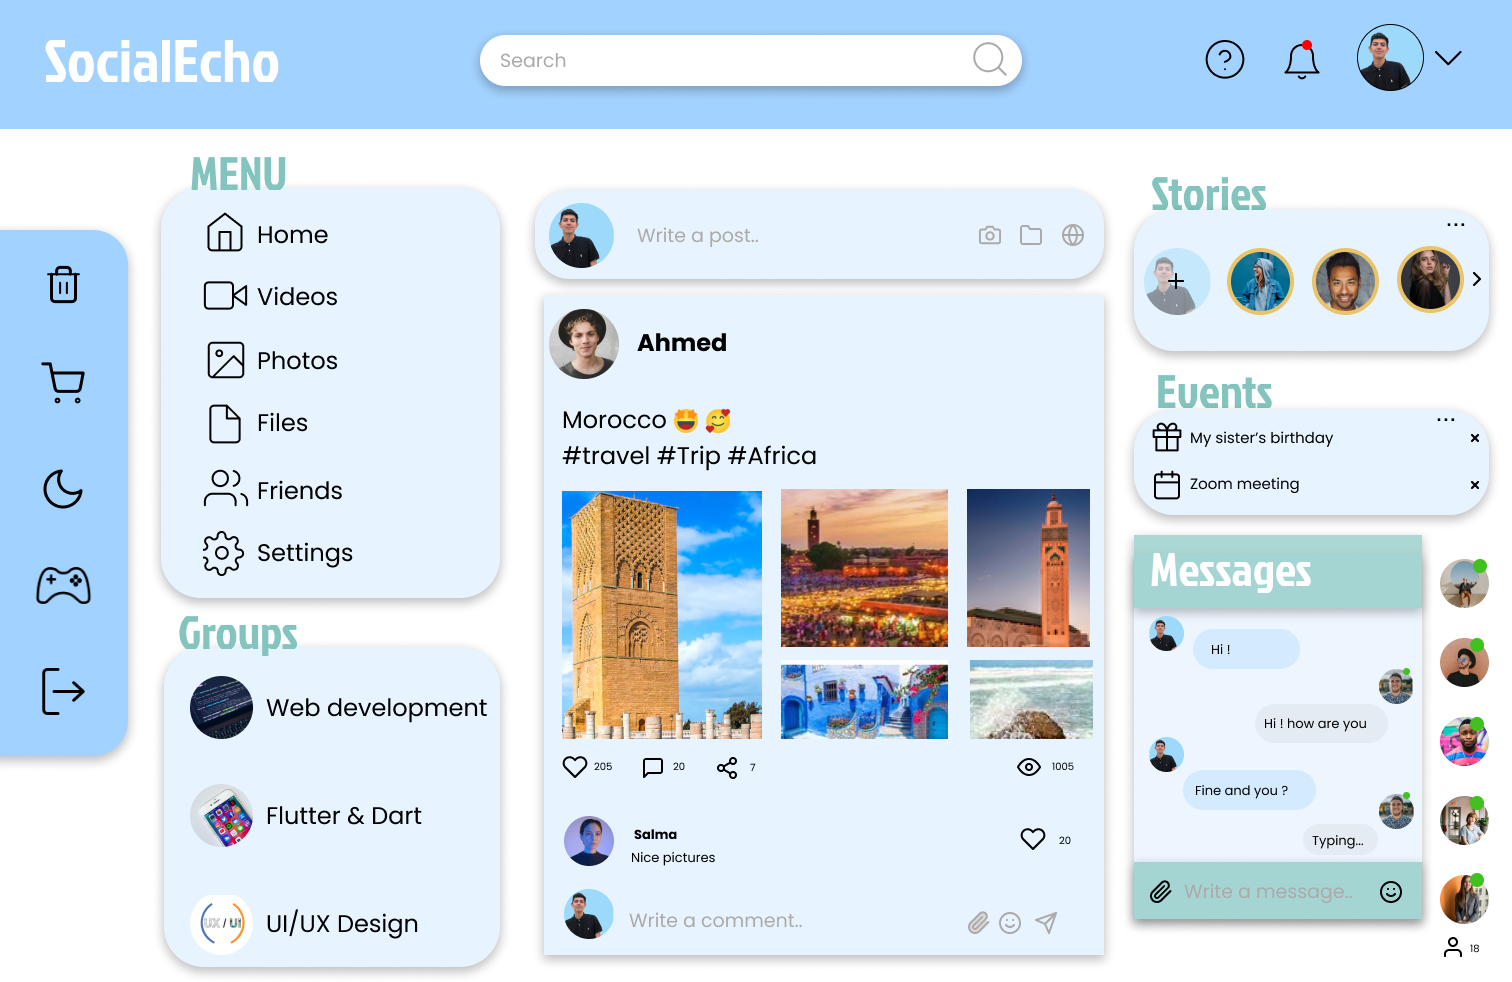 SocialEcho
Search
MENU
Home
Videos
Photos
Files
Friends
Settings
Groups
Web development
Flutter & Dart
UX / UI
UI/UX Design
Write a post..
Ahmed
Morocco 🤩 🥰
#travel #Trip #Africa
205
20
7
1005
Salma
Nice pictures
20
Write a comment..
Stories
...
Events
...
My sister's birthday
Zoom meeting
Messages
Hi !
Hi ! how are you
Fine and you ?
Typing...
Write a message..
18